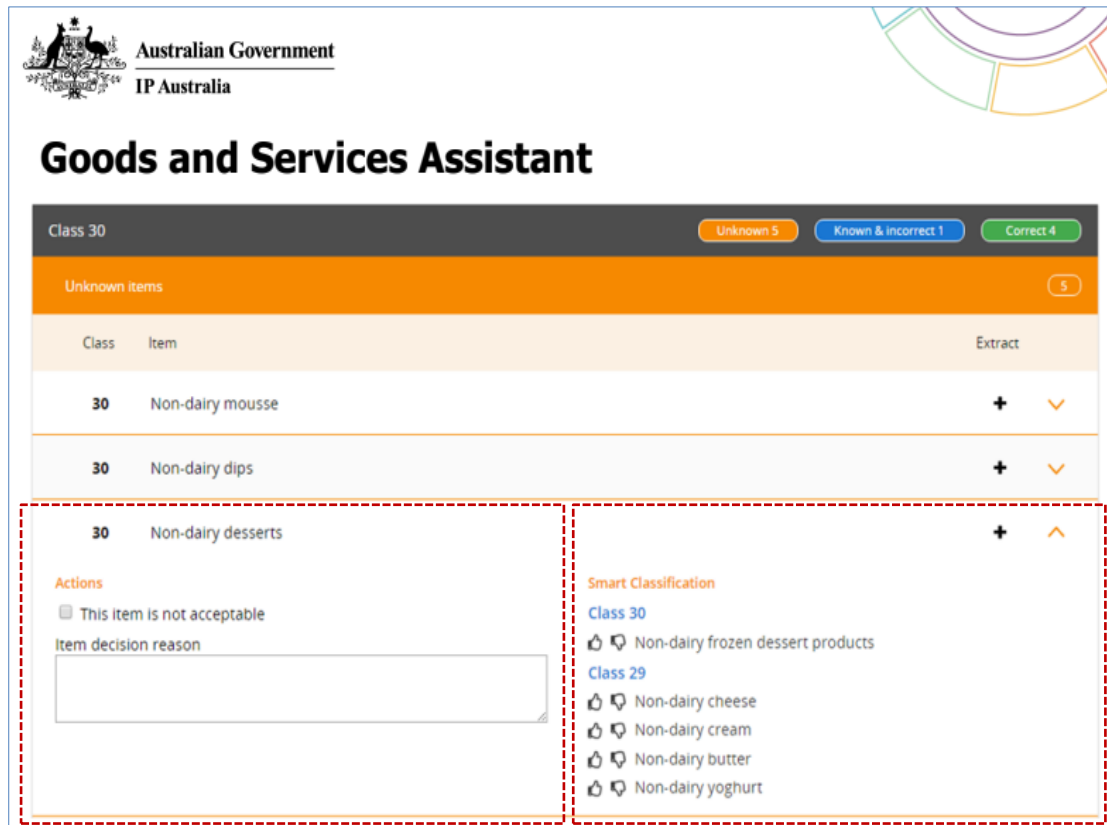 Australian Government
IP Australia
Goods and Services Assistant
Class 30 Unknown 5 Known & incorrect 1 Correct 4
Unknown items 5
Class Item Extract
30 Non-dairy mousse
30 Non-dairy dips
30 Non-dairy desserts
Actions
This item is not acceptable
Item decision reason
Smart Classification
Class 30
Non-dairy frozen dessert products
Class 29
Non-dairy cheese
Non-dairy cream
Non-dairy butter
Non-dairy yoghurt